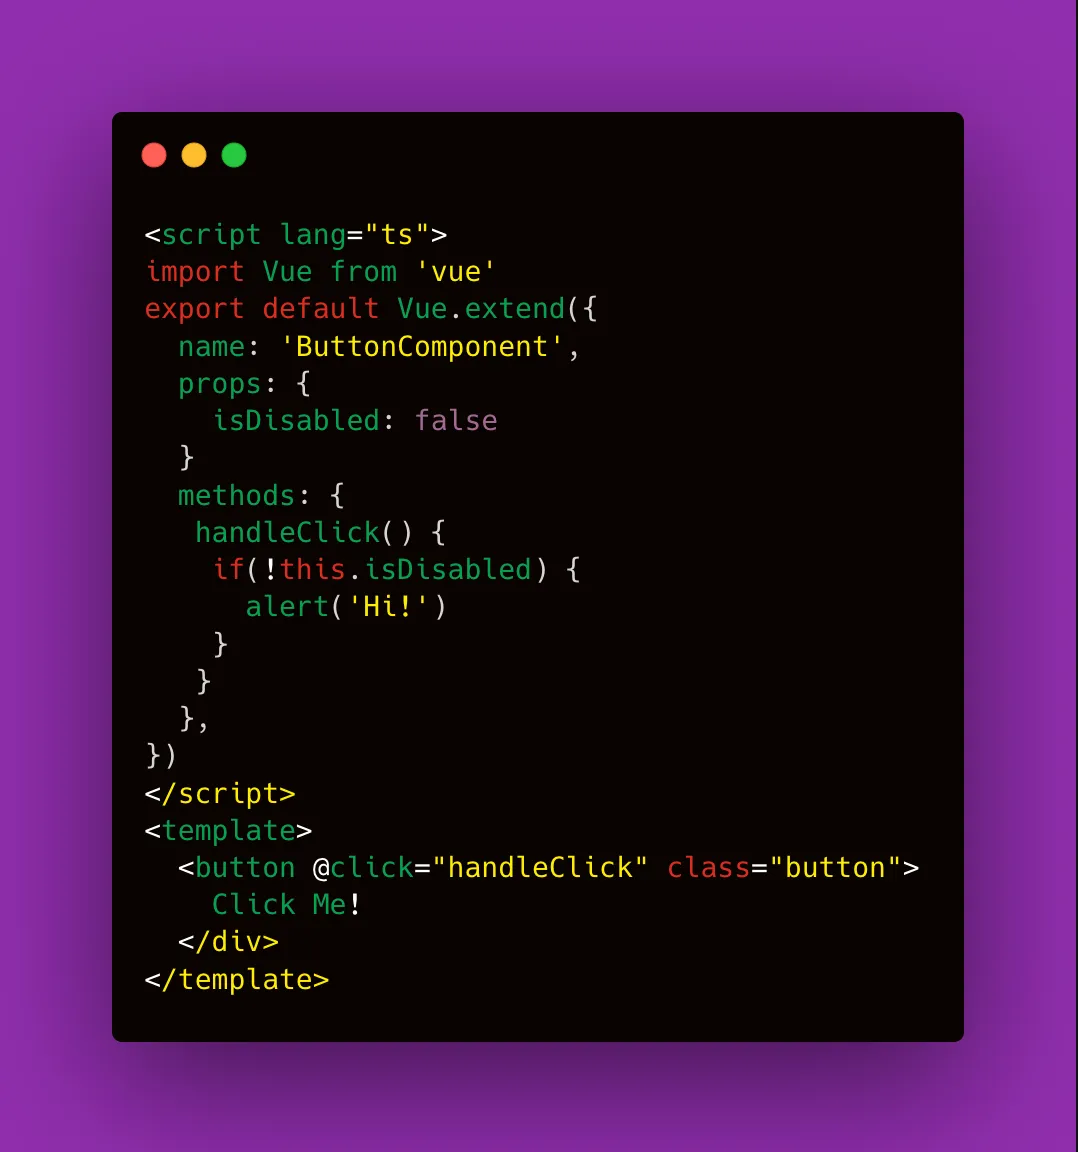 <script lang="ts">
import Vue from 'vue'
export default Vue.extend({
  name: 'ButtonComponent',
  props: {
    isDisabled: false
  }
  methods: {
   handleClick() {
    if(!this.isDisabled) {
      alert('Hi!')
    }
   }
  },
})
</script>
<template>
  <button @click="handleClick" class="button">
    Click Me!
  </div>
</template>